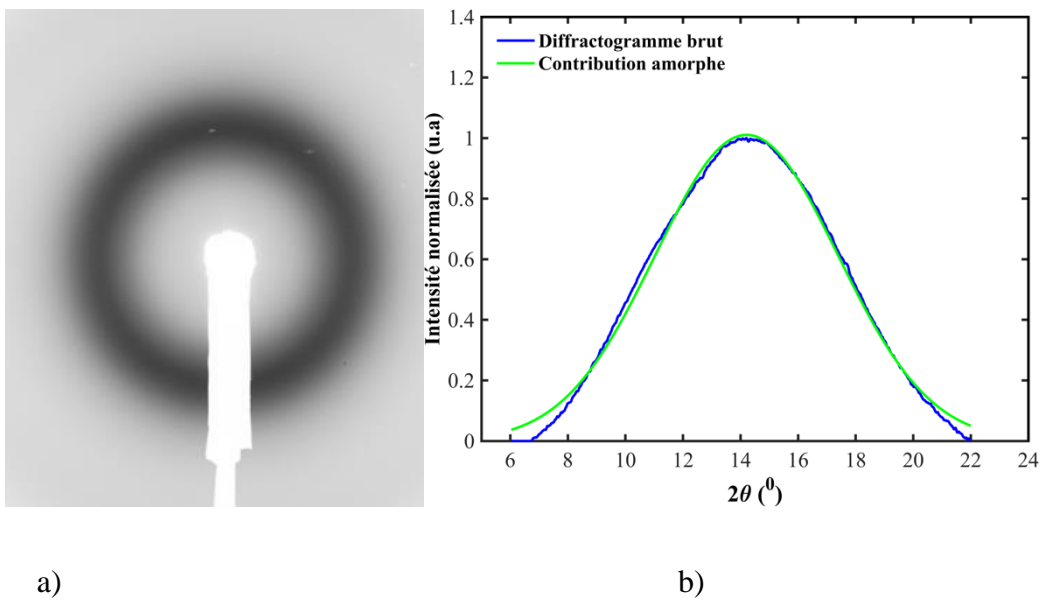 1.4
Diffractogramme brut
Contribution amorphe
1.2
1
0.8
0.6
0.4
0.2
0
Intensité normalisée (u.a)
6 8 10 12 14 16 18 20 22 24
2θ (⁰)
a) b)